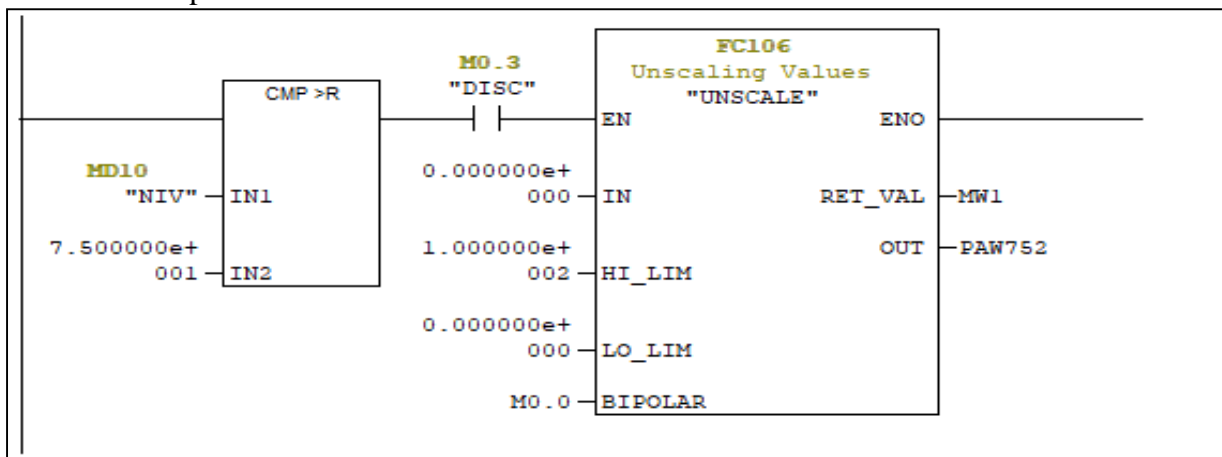 FC106
Unscaling Values
"UNSCALE"
M0.3
"DISC"
CMP >R
EN
ENO
MD10
"NIV"
IN1
0.000000e+
000
IN
RET_VAL
MW1
7.500000e+
001
IN2
1.000000e+
002
HI_LIM
OUT
PAW752
0.000000e+
000
LO_LIM
M0.0
BIPOLAR